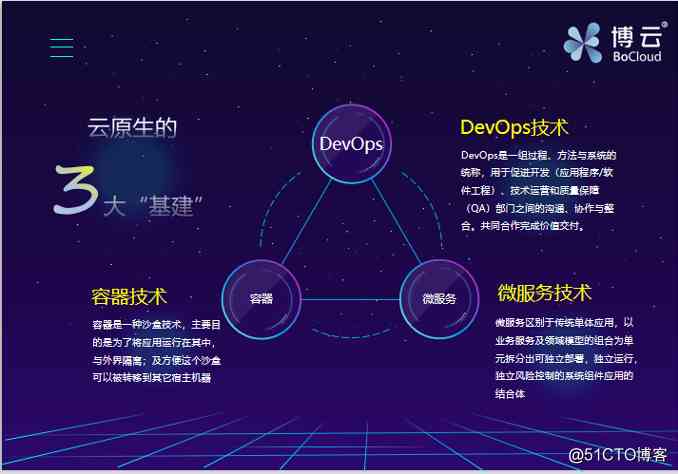 博云®
BoCloud
云原生的
3大“基建”
DevOps
DevOps技术
DevOps是一组过程、方法与系统的
统称，用于促进开发（应用程序/软
件工程）、技术运营和质量保障
（QA）部门之间的沟通、协作与整
合。共同合作完成价值交付。
容器
微服务
容器技术
容器是一种沙盒技术，主要目
的是为了将应用运行在其中，
与外界隔离；及方便这个沙盒
可以被转移到其它宿主机器
微服务技术
微服务区别于传统单体应用，以
业务服务及领域模型的组合为单
元拆分出可独立部署、独立运行，
独立风险控制的系统组件应用的
结合体
@51CTO博客